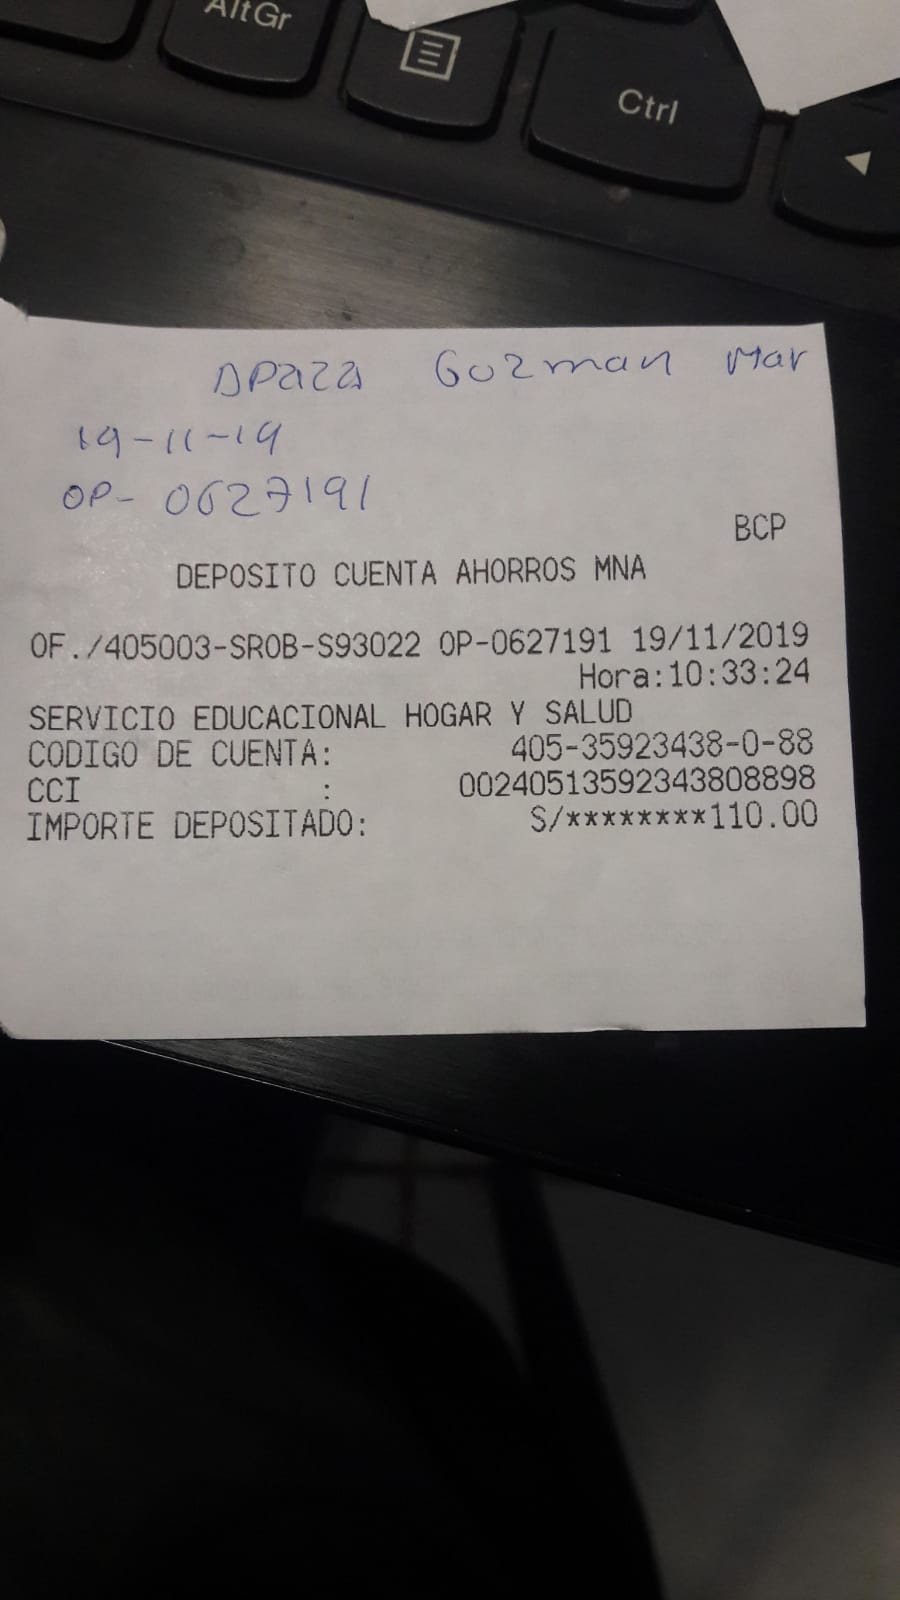 AltGr
Ctrl
Apaza Guzman Mar
19-11-19
OP- 0627191
BCP
DEPOSITO CUENTA AHORROS MNA
OF./405003-SROB-S93022 OP-0627191 19/11/2019
Hora:10:33:24
SERVICIO EDUCACIONAL HOGAR Y SALUD
CODIGO DE CUENTA: 405-35923438-0-88
CCI : 00240513592343808898
IMPORTE DEPOSITADO: S/********110.00